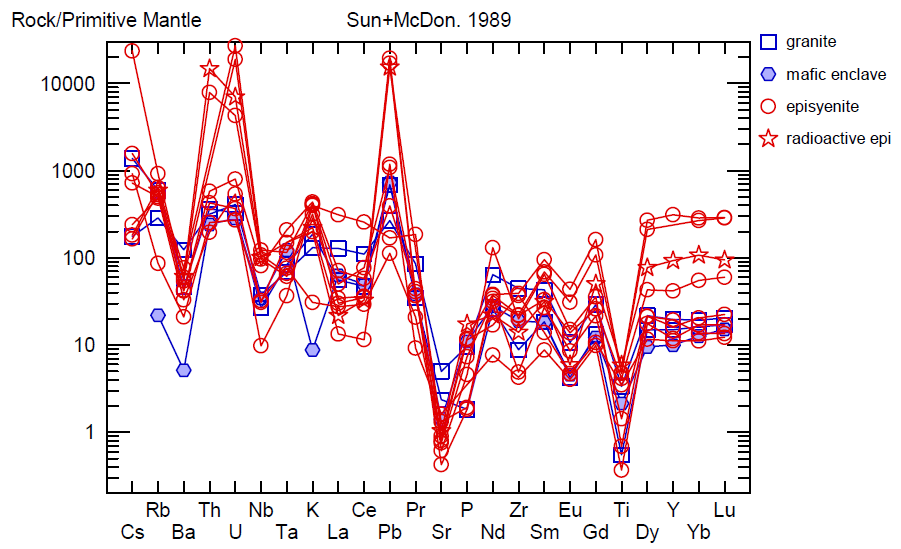 Rock/Primitive Mantle
Sun+McDon. 1989
granite
mafic enclave
episyenite
radioactive epi
10000
1000
100
10
1
Rb Th Nb K Ce Pr P Zr Eu Ti Y Lu
Cs Ba U Ta La Pb Sr Nd Sm Gd Dy Yb